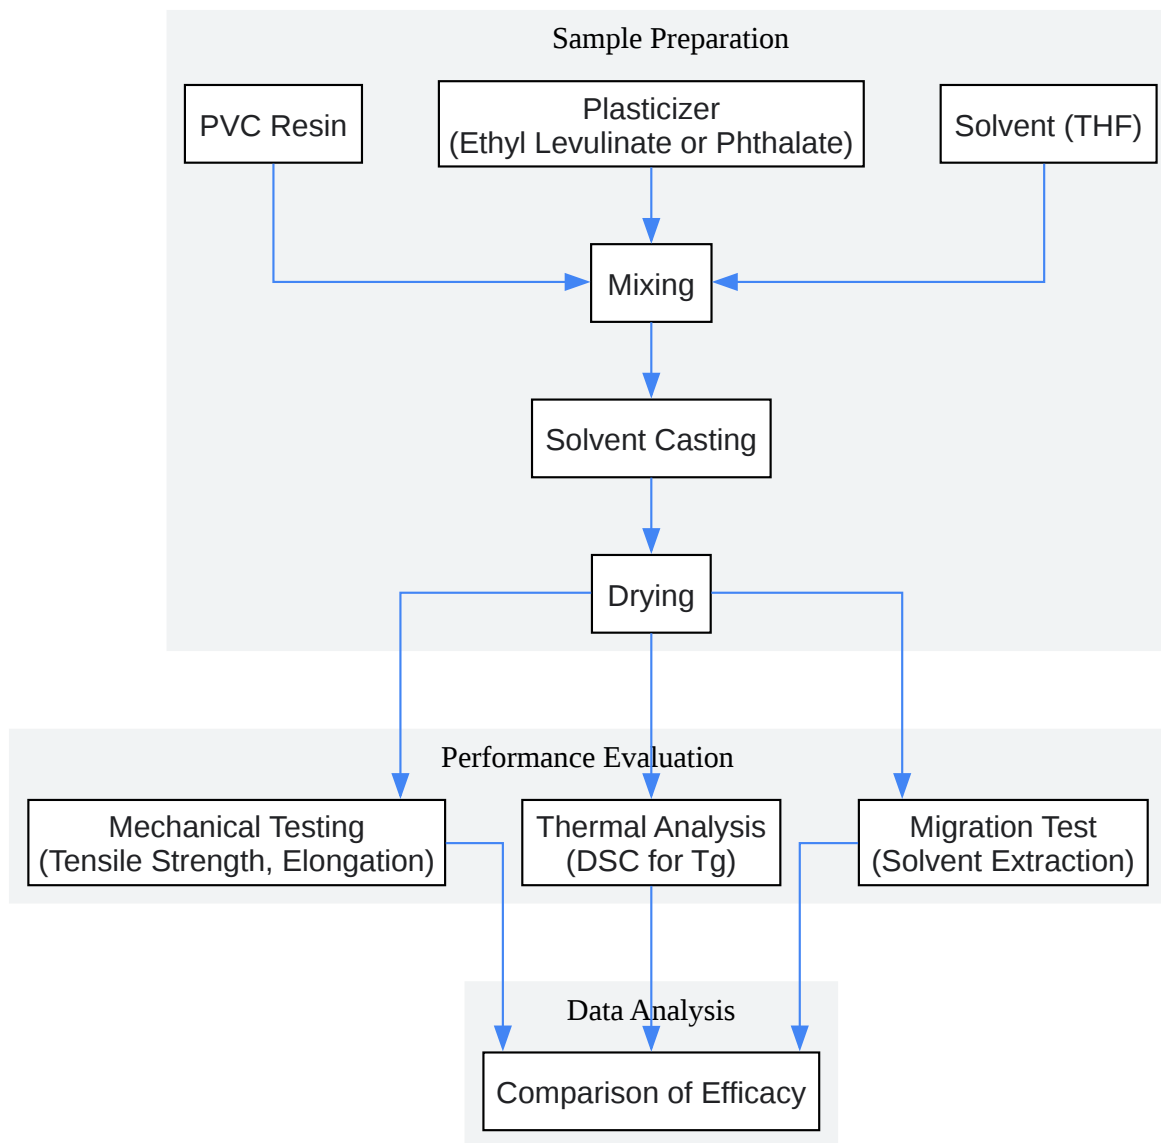 Sample Preparation
PVC Resin
Plasticizer
(Ethyl Levulinate or Phthalate)
Solvent (THF)
Mixing
Solvent Casting
Drying
Performance Evaluation
Mechanical Testing
(Tensile Strength, Elongation)
Thermal Analysis
(DSC for Tg)
Migration Test
(Solvent Extraction)
Data Analysis
Comparison of Efficacy